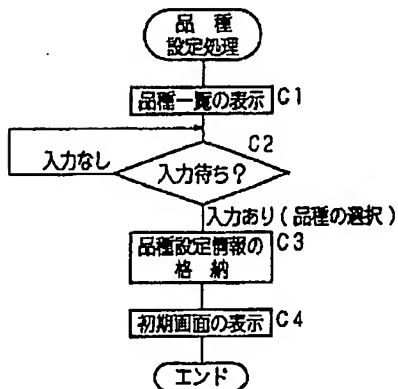 品 種
設定処理
品種一覧の表示 C1
C2
入力なし
入力待ち?
入力あり(品種の選択)
品種設定情報の C3
格 納
初期画面の表示 C4
エンド